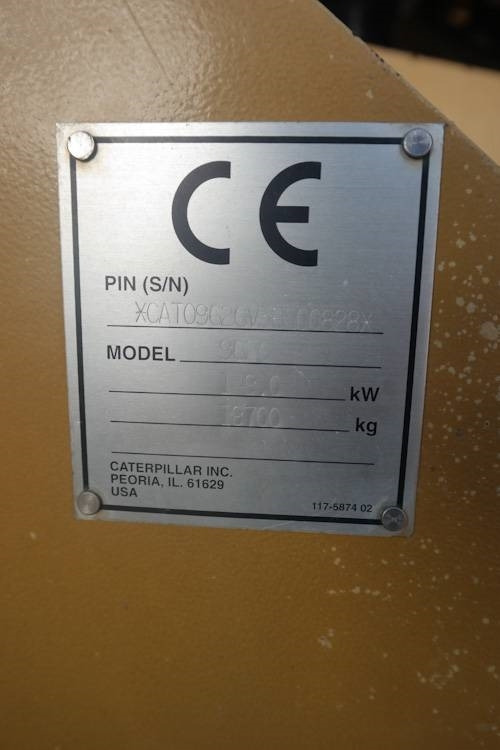 CE
PIN (S/N)
MODEL
kW
18700 kg
CATERPILLAR INC.
PEORIA, IL. 61629
USA
117-5874 02